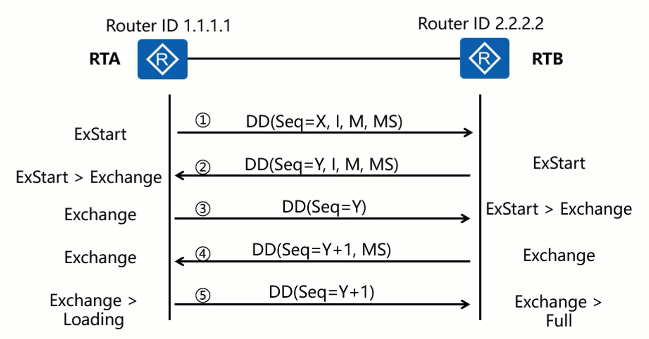 Router ID 1.1.1.1
Router ID 2.2.2.2
RTA
R
R
RTB
① DD(Seq=X, I, M, MS)
ExStart
② DD(Seq=Y, I, M, MS)
ExStart
ExStart > Exchange
③ DD(Seq=Y)
Exchange
ExStart > Exchange
④ DD(Seq=Y+1, MS)
Exchange
Exchange
⑤ DD(Seq=Y+1)
Exchange >
Loading
Exchange >
Full